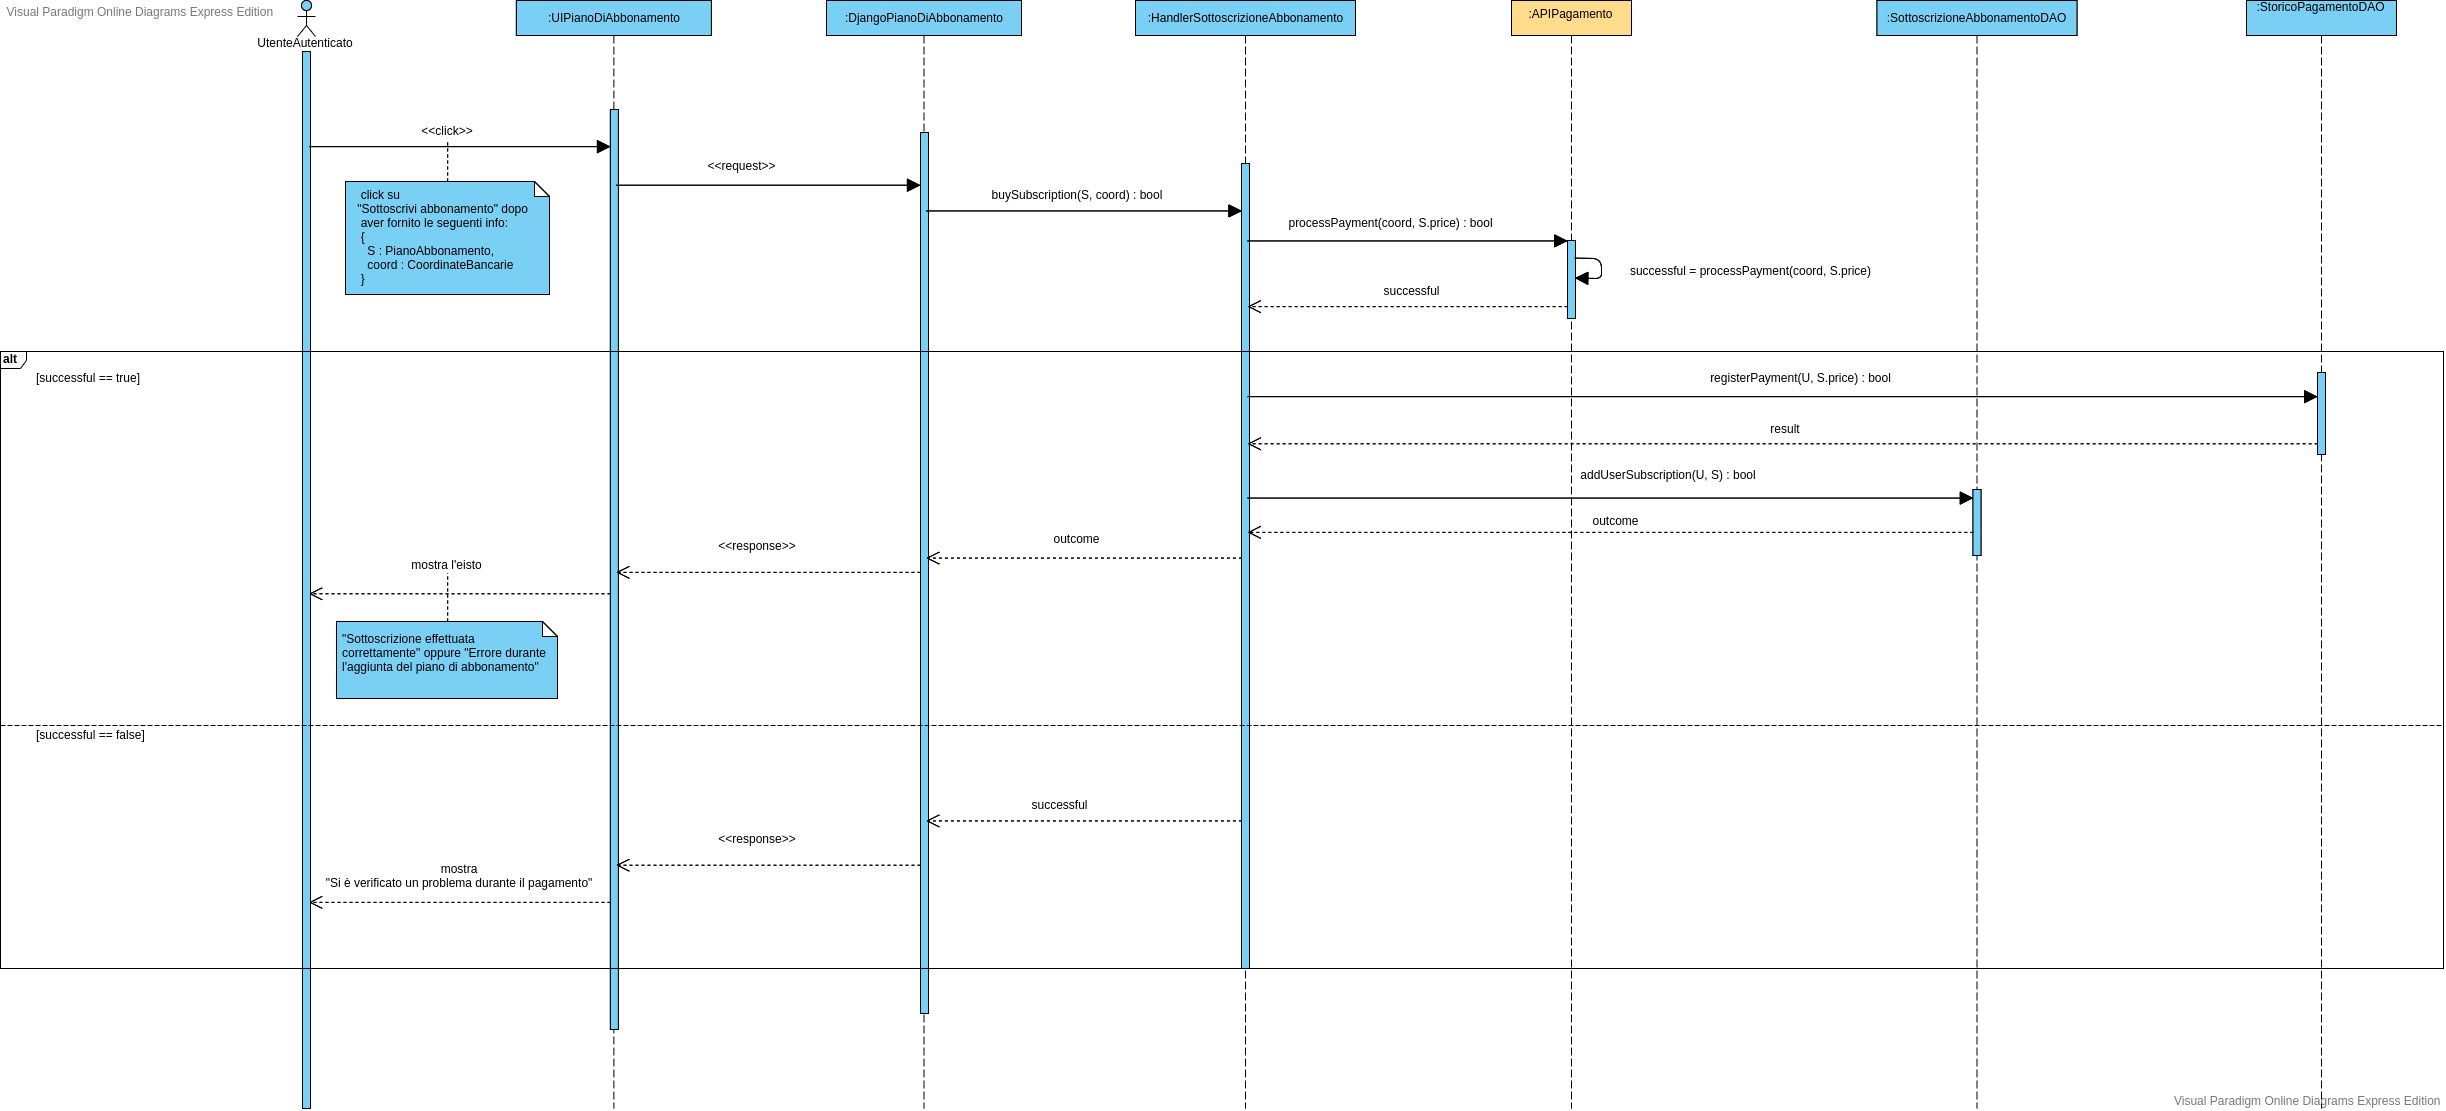 Visual Paradigm Online Diagrams Express Edition
UtenteAutenticato
:UIPianoDiAbbonamento
:DjangoPianoDiAbbonamento
:HandlerSottoscrizioneAbbonamento
:APIPagamento
:SottoscrizioneAbbonamentoDAO
:StoricoPagamentoDAO
<<click>>
<<request>>
click su
"Sottoscrivi abbonamento" dopo
aver fornito le seguenti info:
{
S : PianoAbbonamento,
coord : CoordinateBancarie
}
buySubscription(S, coord) : bool
processPayment(coord, S.price) : bool
successful = processPayment(coord, S.price)
successful
alt
[successful == true]
registerPayment(U, S.price) : bool
result
addUserSubscription(U, S) : bool
outcome
outcome
<<response>>
mostra l'eisto
"Sottoscrizione effettuata
correttamente" oppure "Errore durante
l'aggiunta del piano di abbonamento"
[successful == false]
successful
<<response>>
mostra
"Si è verificato un problema durante il pagamento"
Visual Paradigm Online Diagrams Express Edition